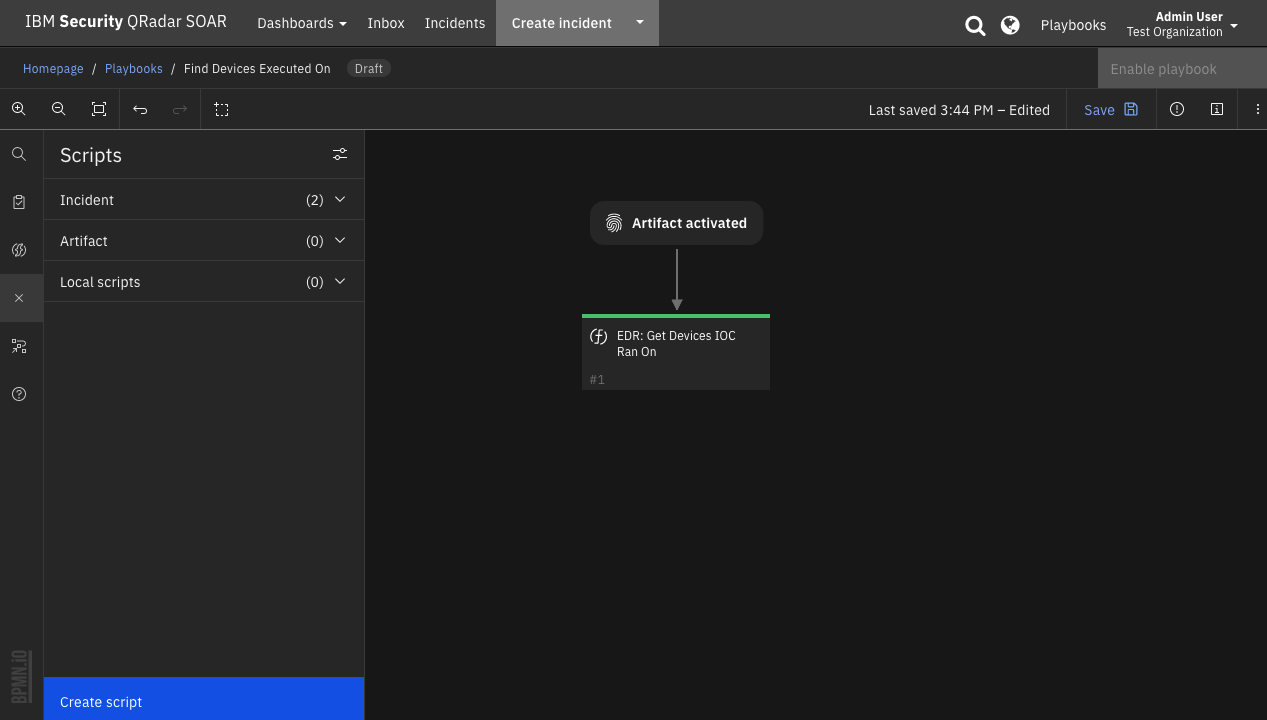 IBM Security QRadar SOAR
Dashboards
Inbox
Incidents
Create incident
Playbooks
Admin User
Test Organization
Homepage / Playbooks / Find Devices Executed On
Draft
Enable playbook
Last saved 3:44 PM – Edited
Save
Scripts
Incident (2)
Artifact (0)
Local scripts (0)
Artifact activated
EDR: Get Devices IOC
Ran On
#1
BPMN.iO
Create script